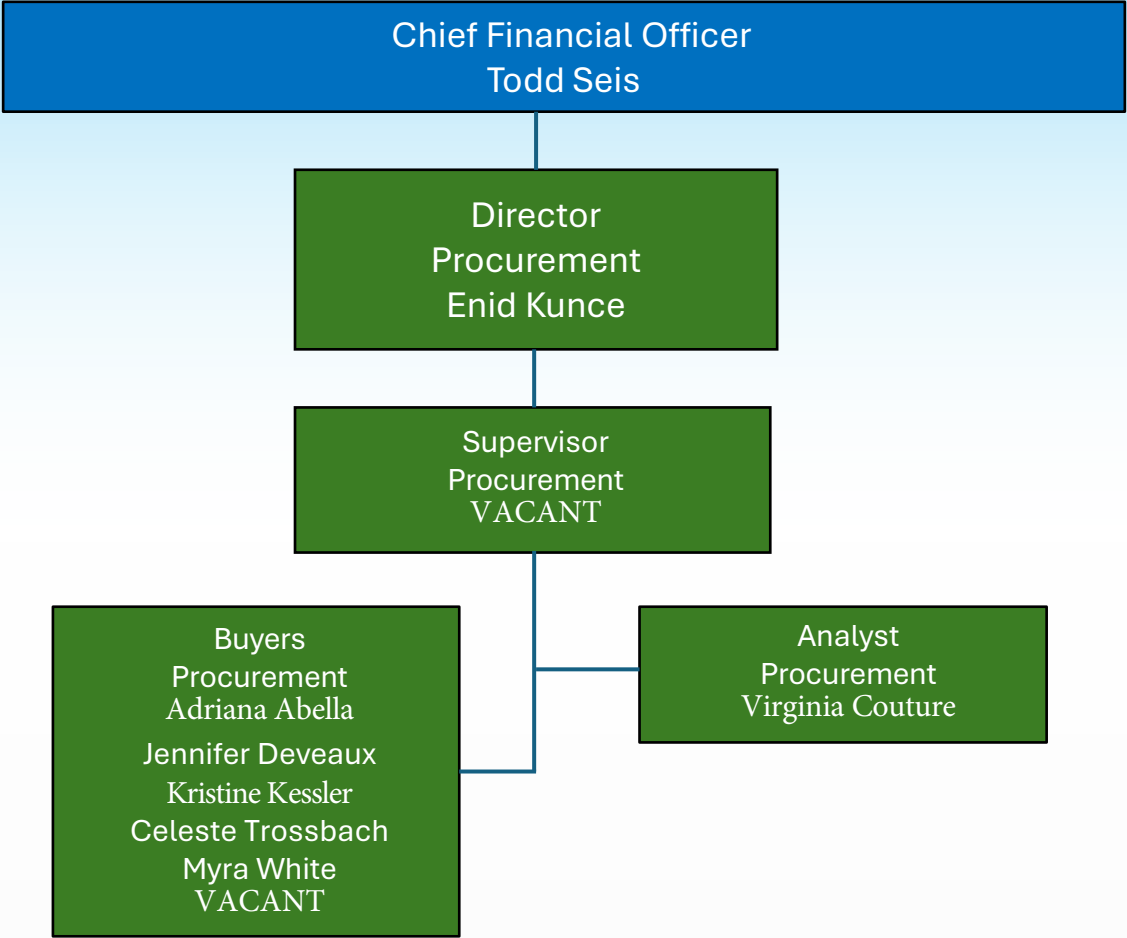 Chief Financial Officer
Todd Seis
Director
Procurement
Enid Kunce
Supervisor
Procurement
VACANT
Buyers
Procurement
Adriana Abella
Jennifer Deveaux
Kristine Kessler
Celeste Trossbach
Myra White
VACANT
Analyst
Procurement
Virginia Couture